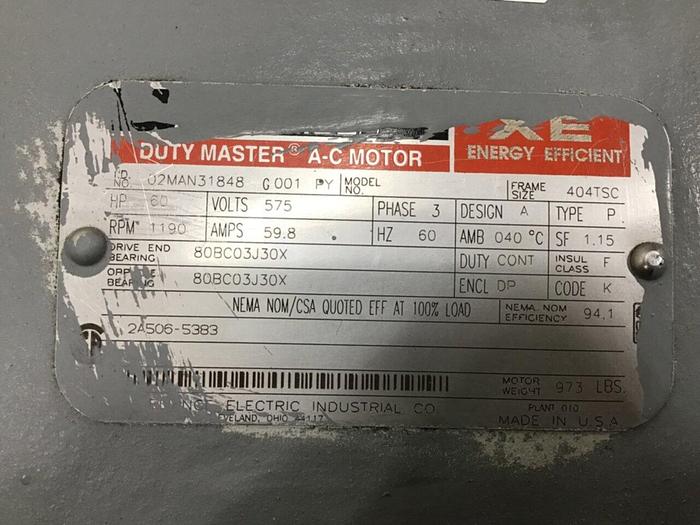 XE
DUTY MASTER® A-C MOTOR ENERGY EFFICIENT
NO. 02MAN31848 G001 PY MODEL NO. FRAME SIZE 404TSC
HP 60 VOLTS 575 PHASE 3 DESIGN A TYPE P
RPM 1190 AMPS 59.8 HZ 60 AMB 040 °C SF 1.15
DRIVE END BEARING 80BC03J30X DUTY CONT INSUL CLASS F
BEARING 80BC03J30X ENCL DP CODE K
NEMA NOM/CSA QUOTED EFF AT 100% LOAD NEMA NOM EFFICIENCY 94.1
2A506-5383
MOTOR WEIGHT 973 LBS.
ELECTRIC INDUSTRIAL CO. PLANT 010
OHIO 44117 MADE IN U.S.A